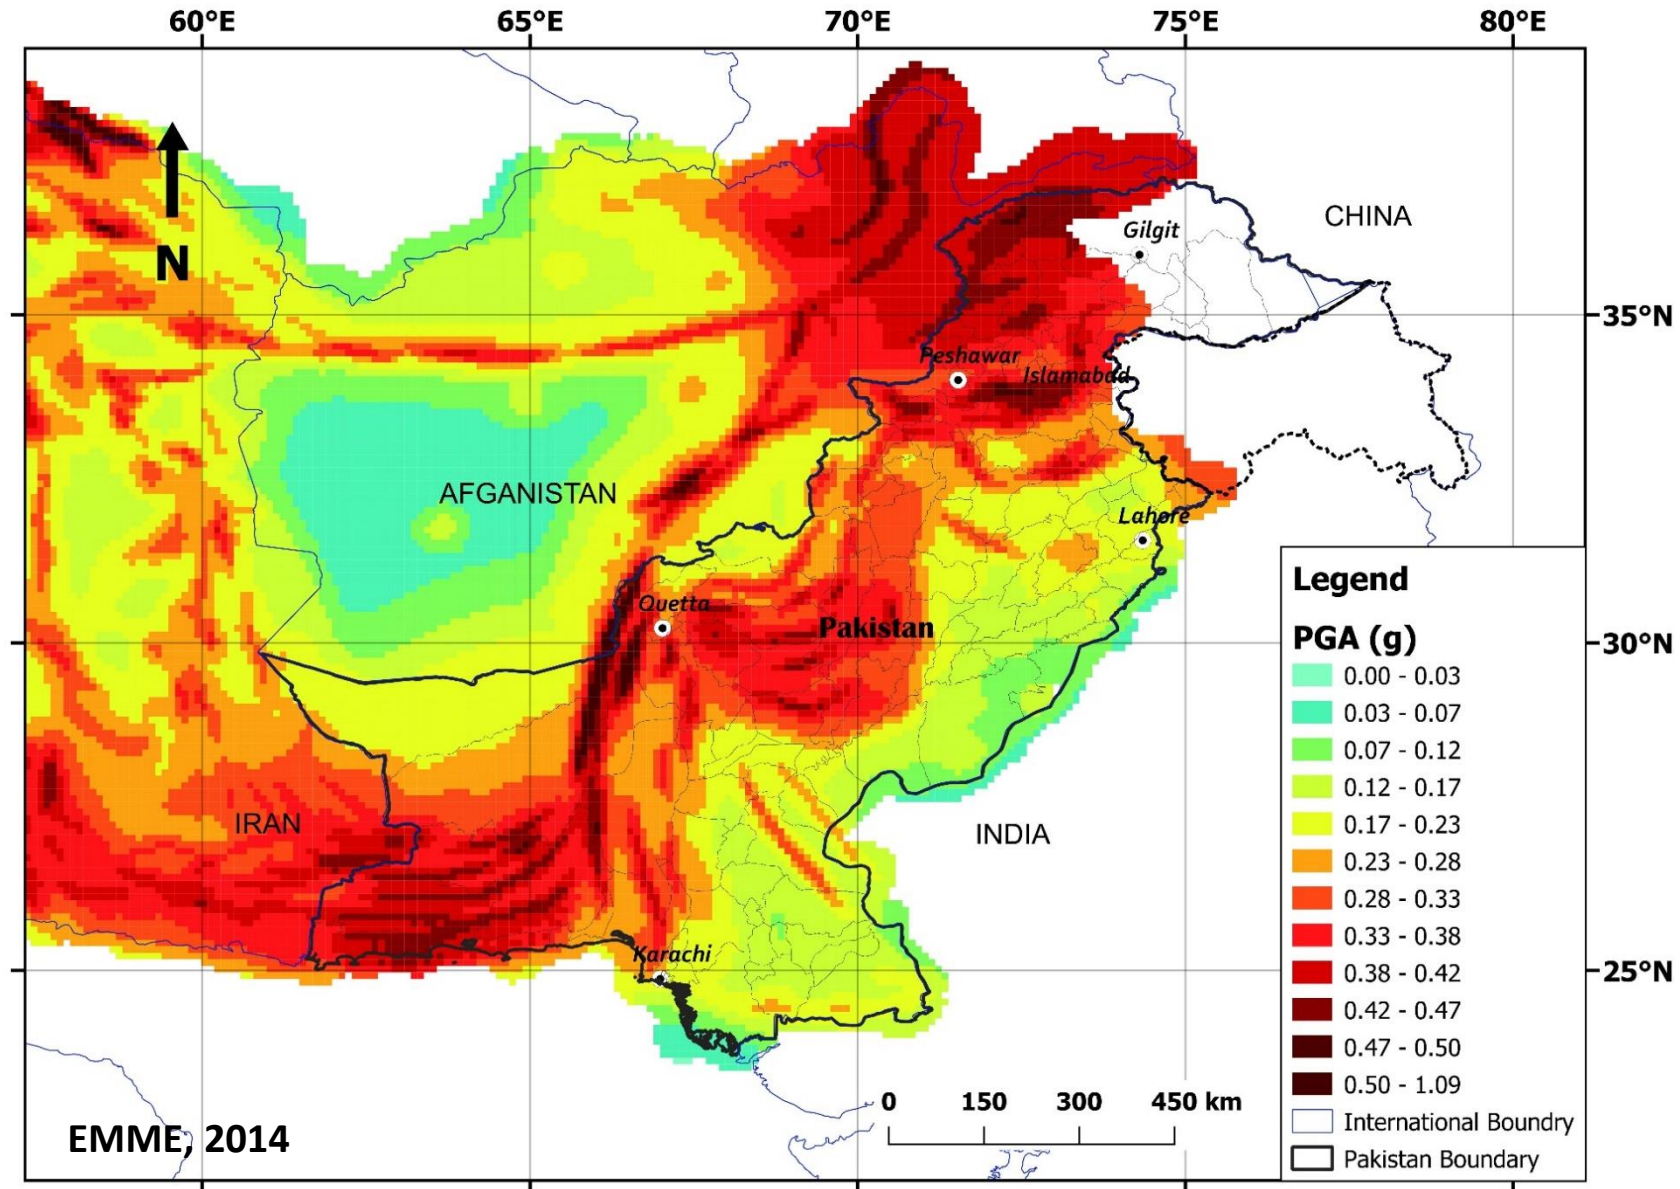 60°E 65°E 70°E 75°E 80°E
CHINA
Gilgit
N
35°N
Peshawar
Islamabad
AFGANISTAN
Lahore
Quetta
Pakistan
30°N
IRAN
INDIA
Karachi
25°N
Legend
PGA (g)
0.00 - 0.03
0.03 - 0.07
0.07 - 0.12
0.12 - 0.17
0.17 - 0.23
0.23 - 0.28
0.28 - 0.33
0.33 - 0.38
0.38 - 0.42
0.42 - 0.47
0.47 - 0.50
0.50 - 1.09
International Boundry
Pakistan Boundary
0 150 300 450 km
EMME, 2014